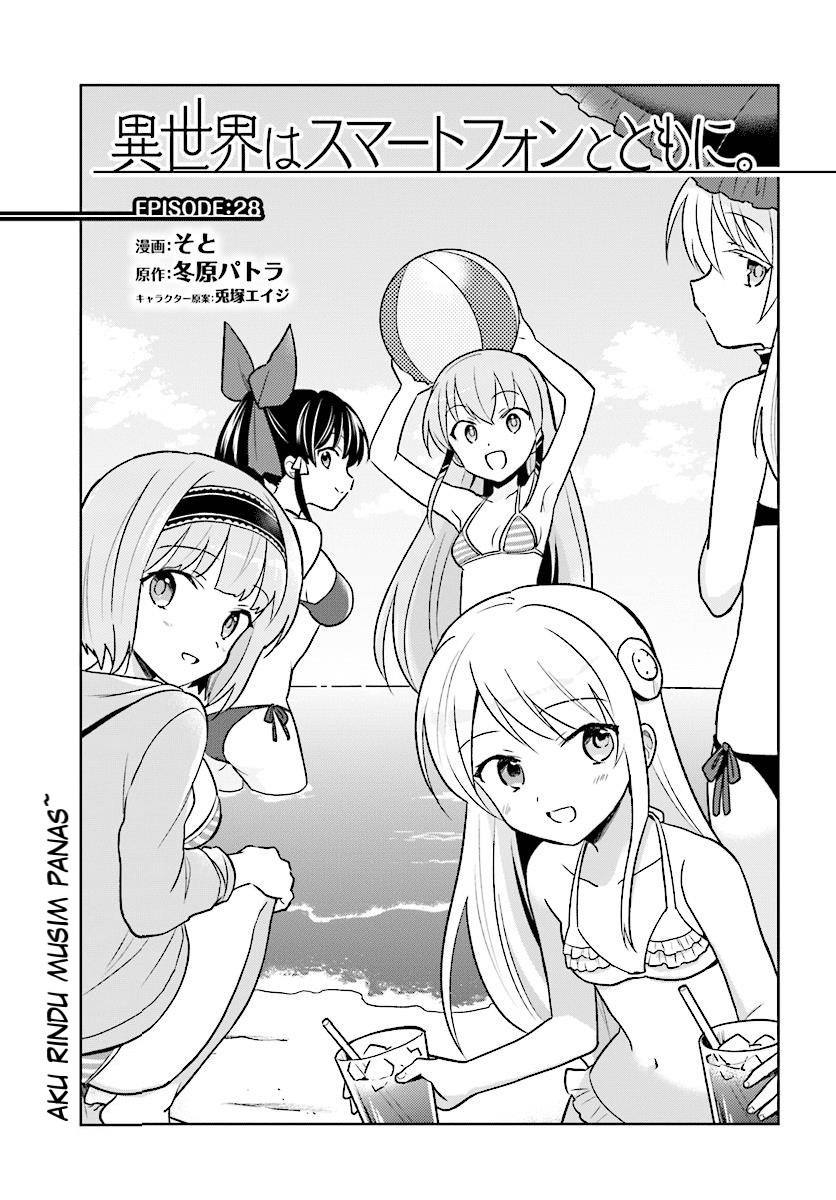 異世界はスマートフォンとともに。
EPISODE:28
漫画:そと
原作:冬原パトラ
キャラクター原案:兎塚エイジ
AKU RINDU MUSIM PANAS~